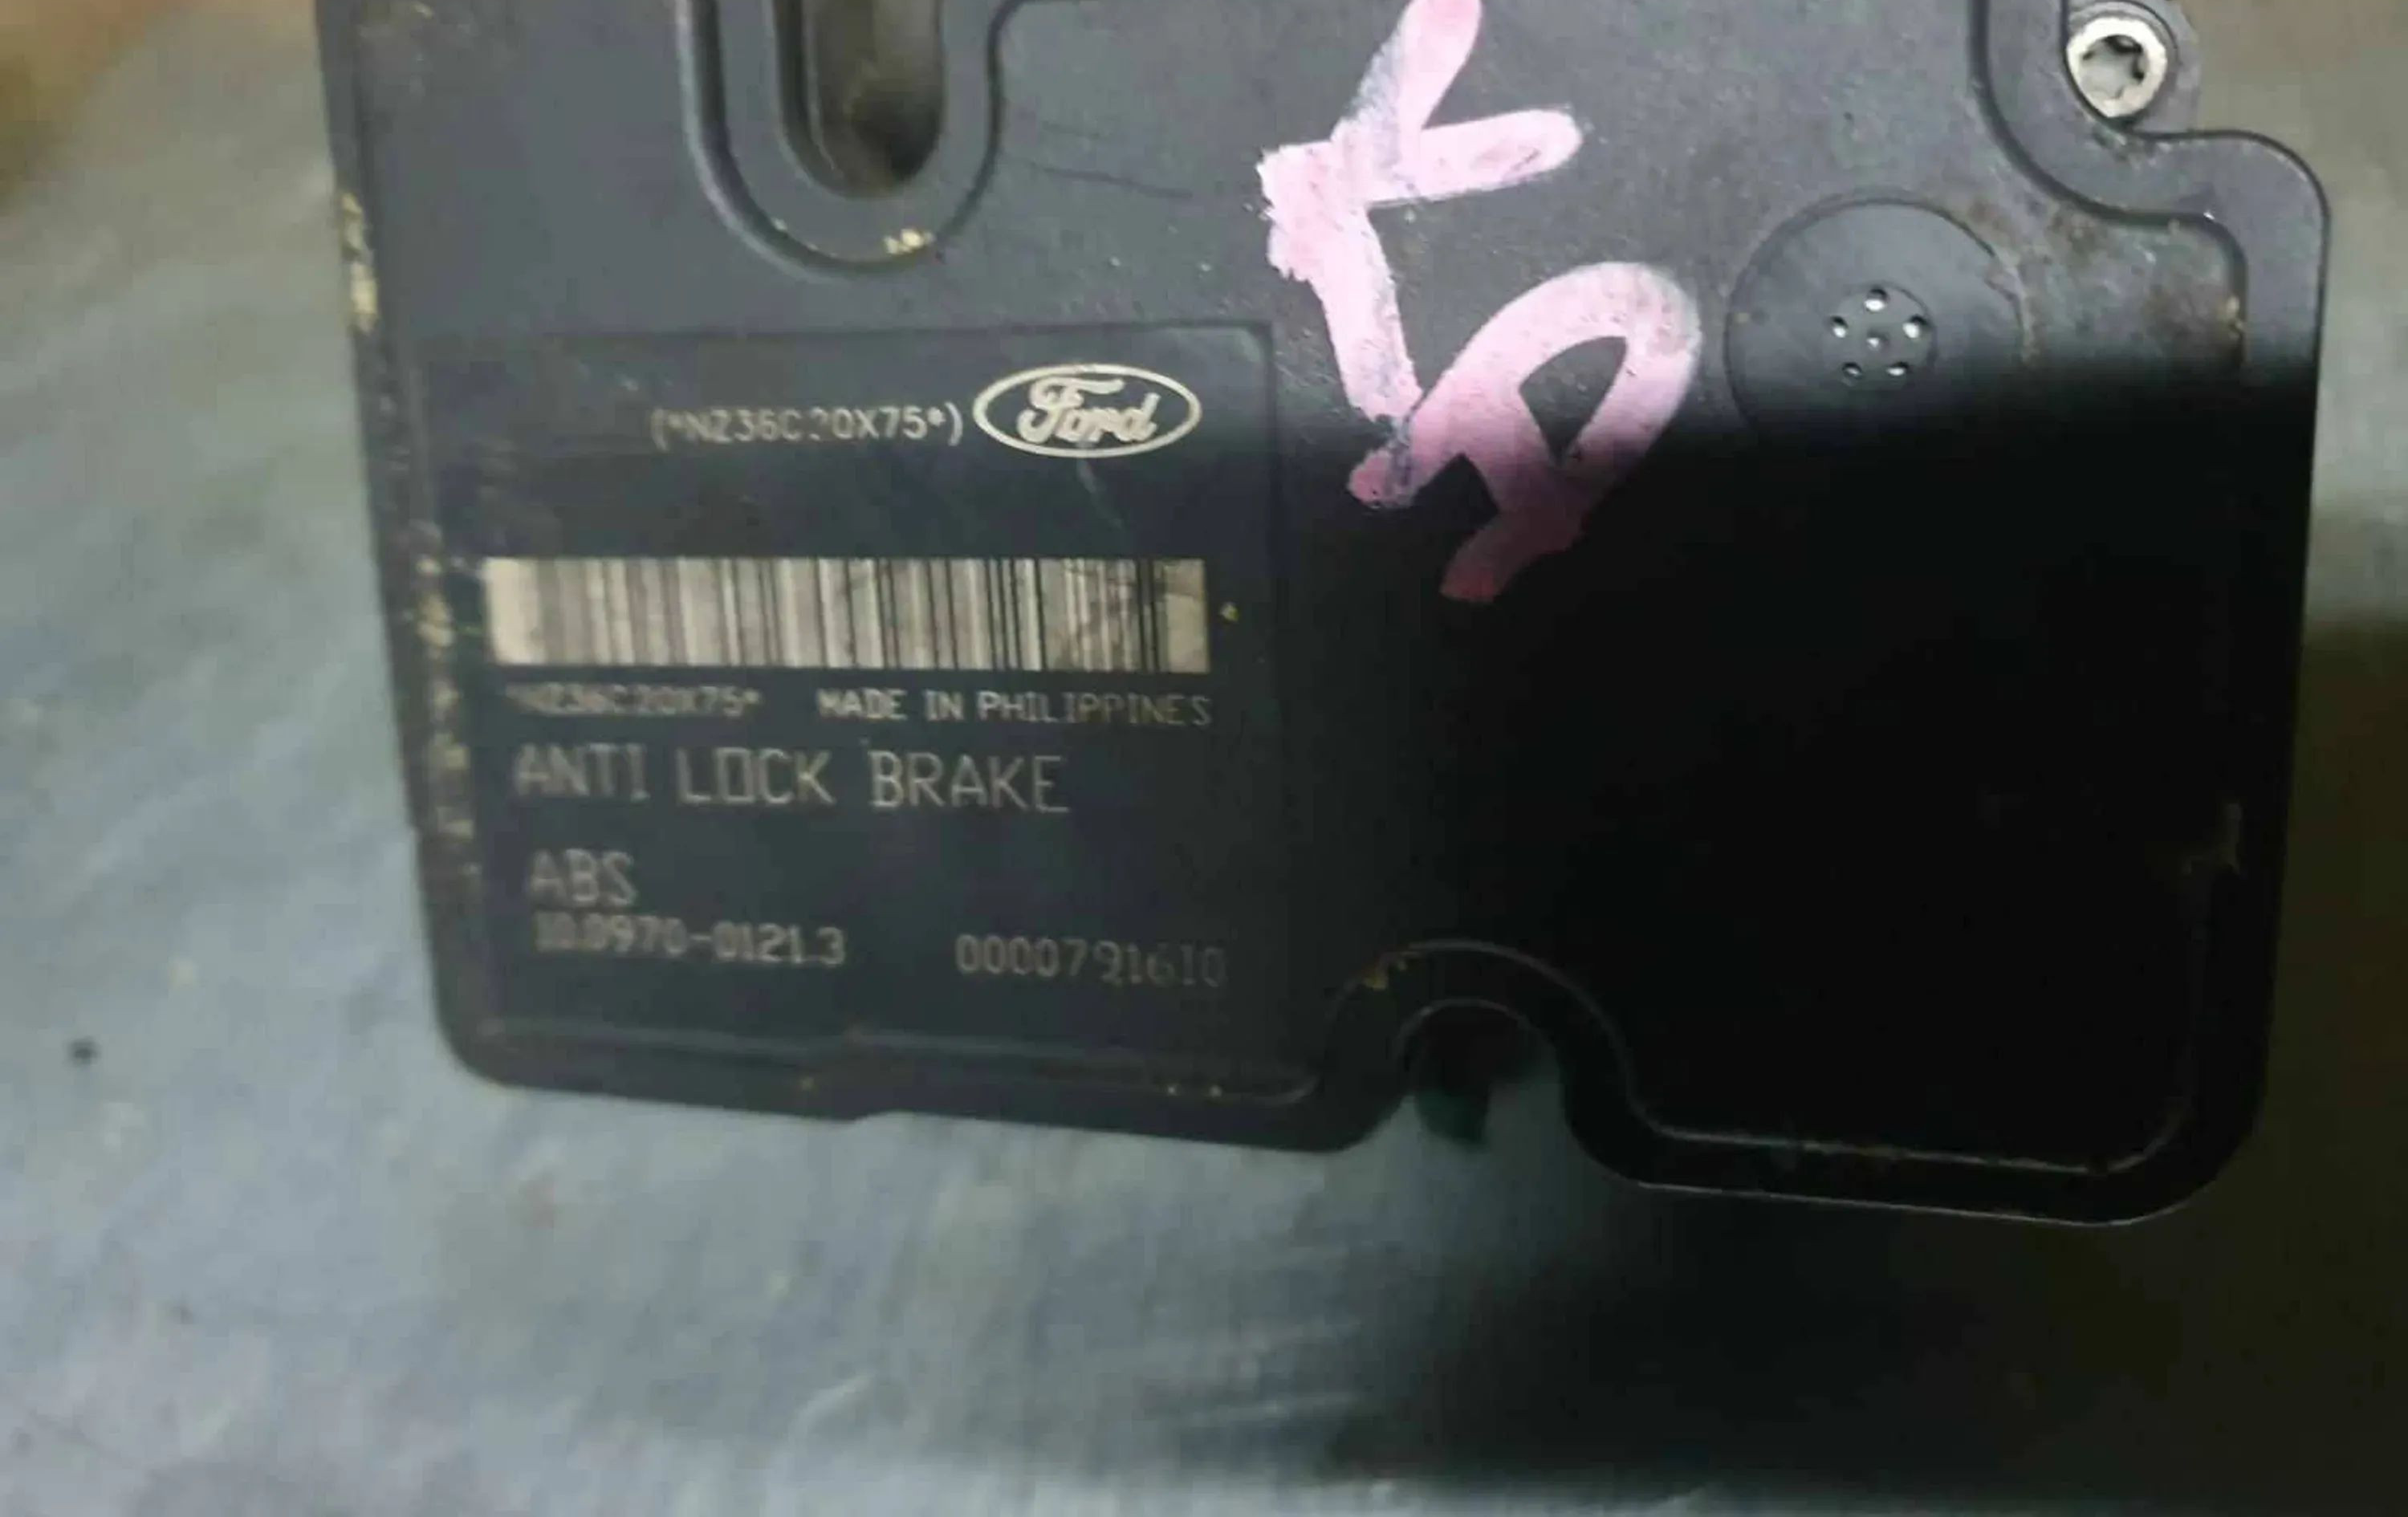 (*NZ36C20X75*) Ford
*NZ36C20X75* MADE IN PHILIPPINES
ANTI LOCK BRAKE
ABS
10.0970-0121.3 0000791610